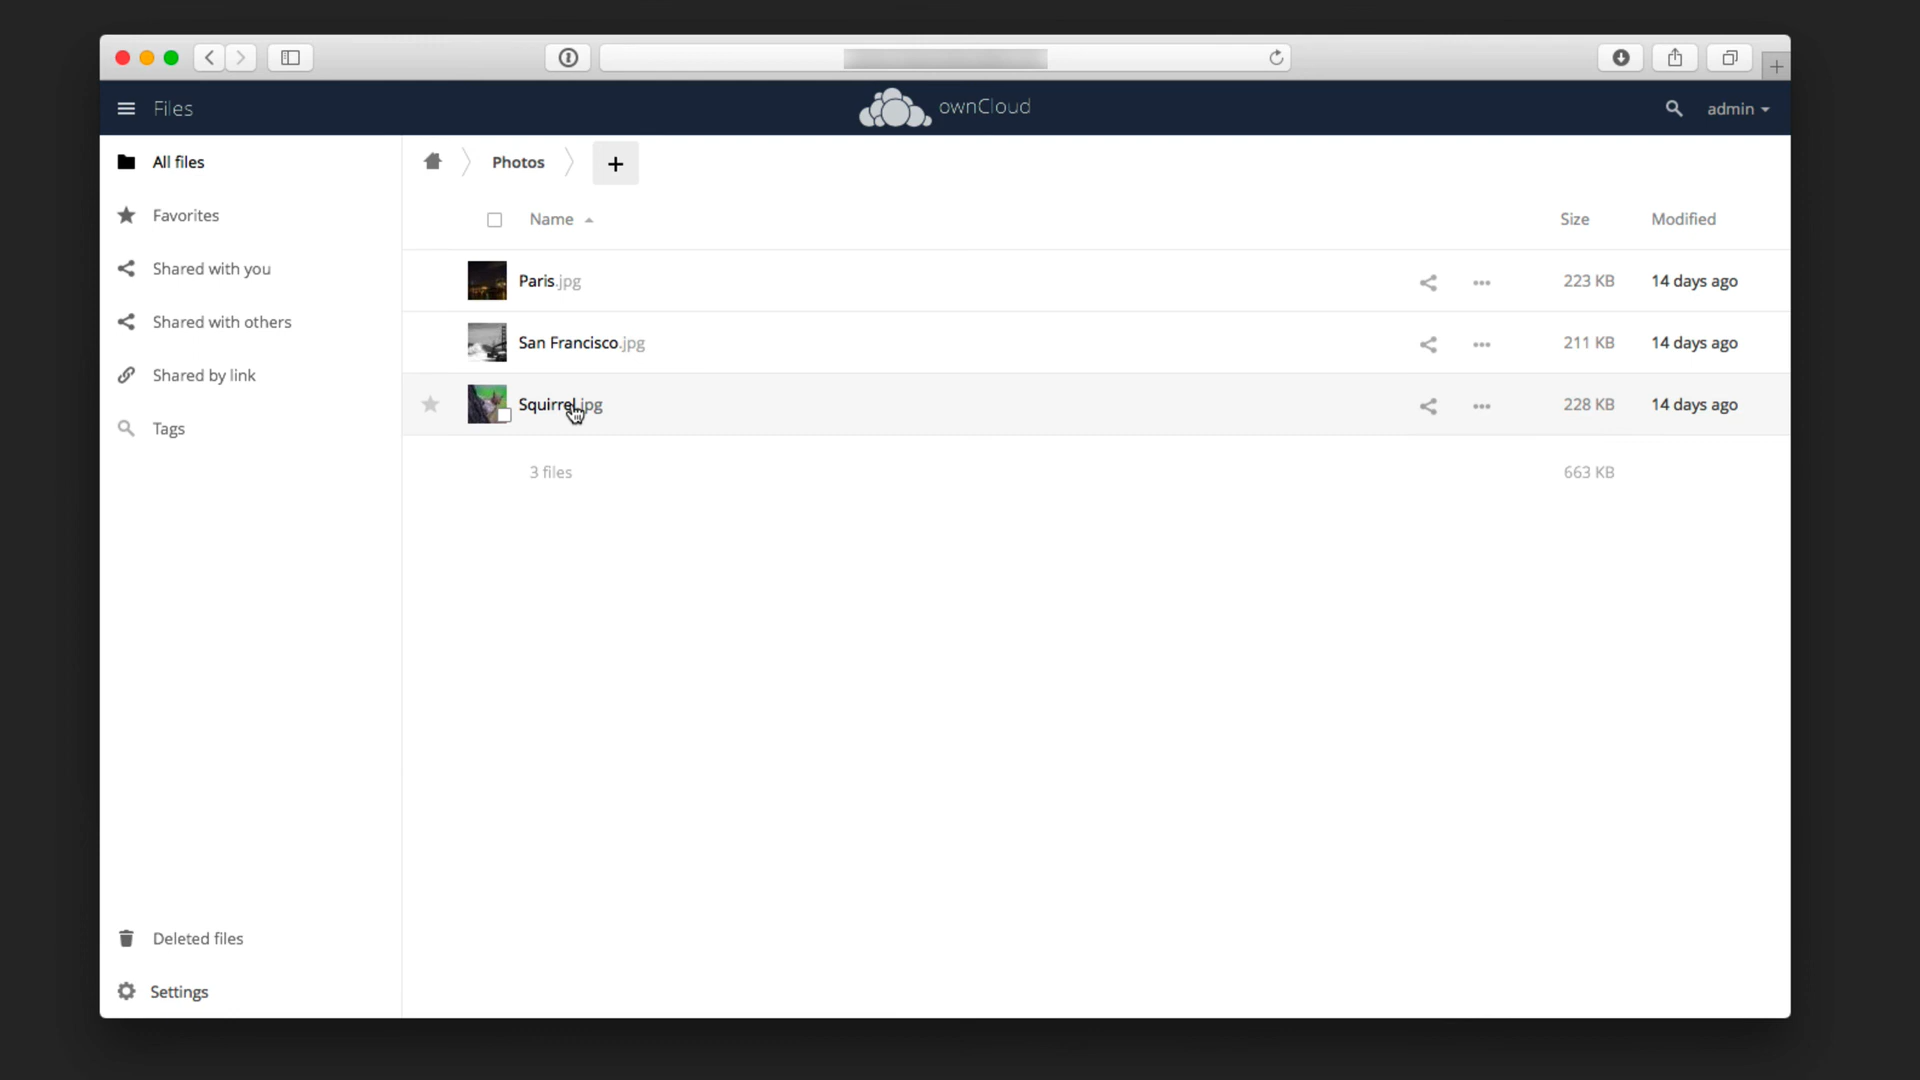 Files
ownCloud
admin
All files
Photos
+
Favorites
Name
Size
Modified
Shared with you
Paris.jpg
223 KB
14 days ago
Shared with others
San Francisco.jpg
211 KB
14 days ago
Shared by link
Squirrel.jpg
228 KB
14 days ago
Tags
3 files
663 KB
Deleted files
Settings